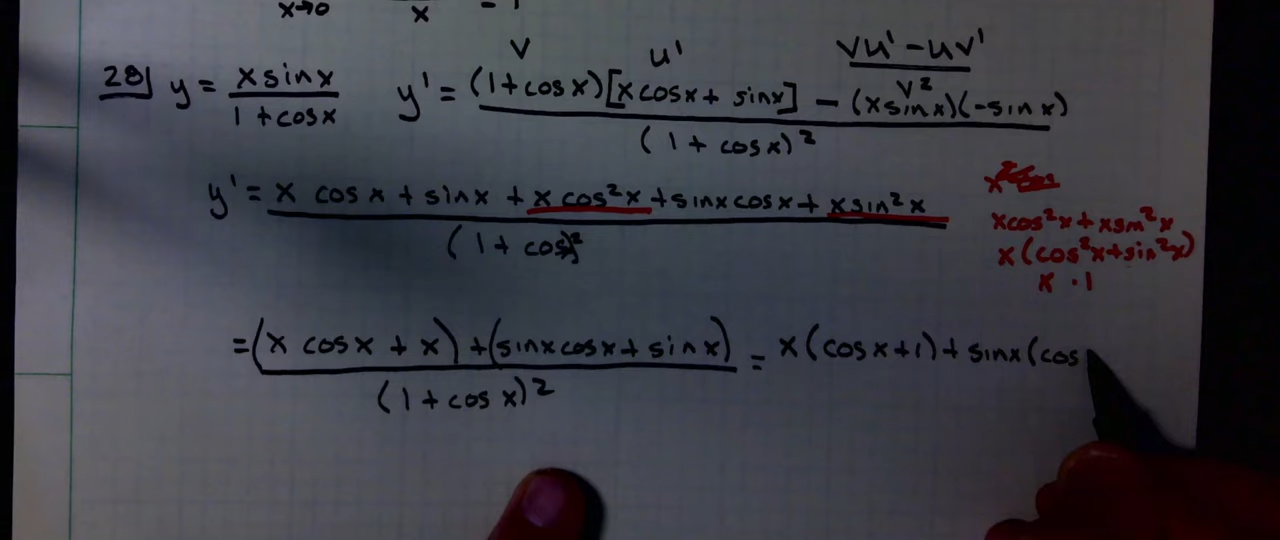 x→0 x = 1
v u' vu' - uv'
v²
28] y = x sin x / 1 + cos x y' = (1 + cos x)[x cos x + sin x] - (x sin x)(-sin x) / (1 + cos x)²
y' = x cos x + sin x + x cos² x + sin x cos x + x sin² x / (1 + cos x)²
x cos² x + x sin² x
x (cos² x + sin² x)
x · 1
= (x cos x + x) + (sin x cos x + sin x) / (1 + cos x)² = x (cos x + 1) + sin x (cos